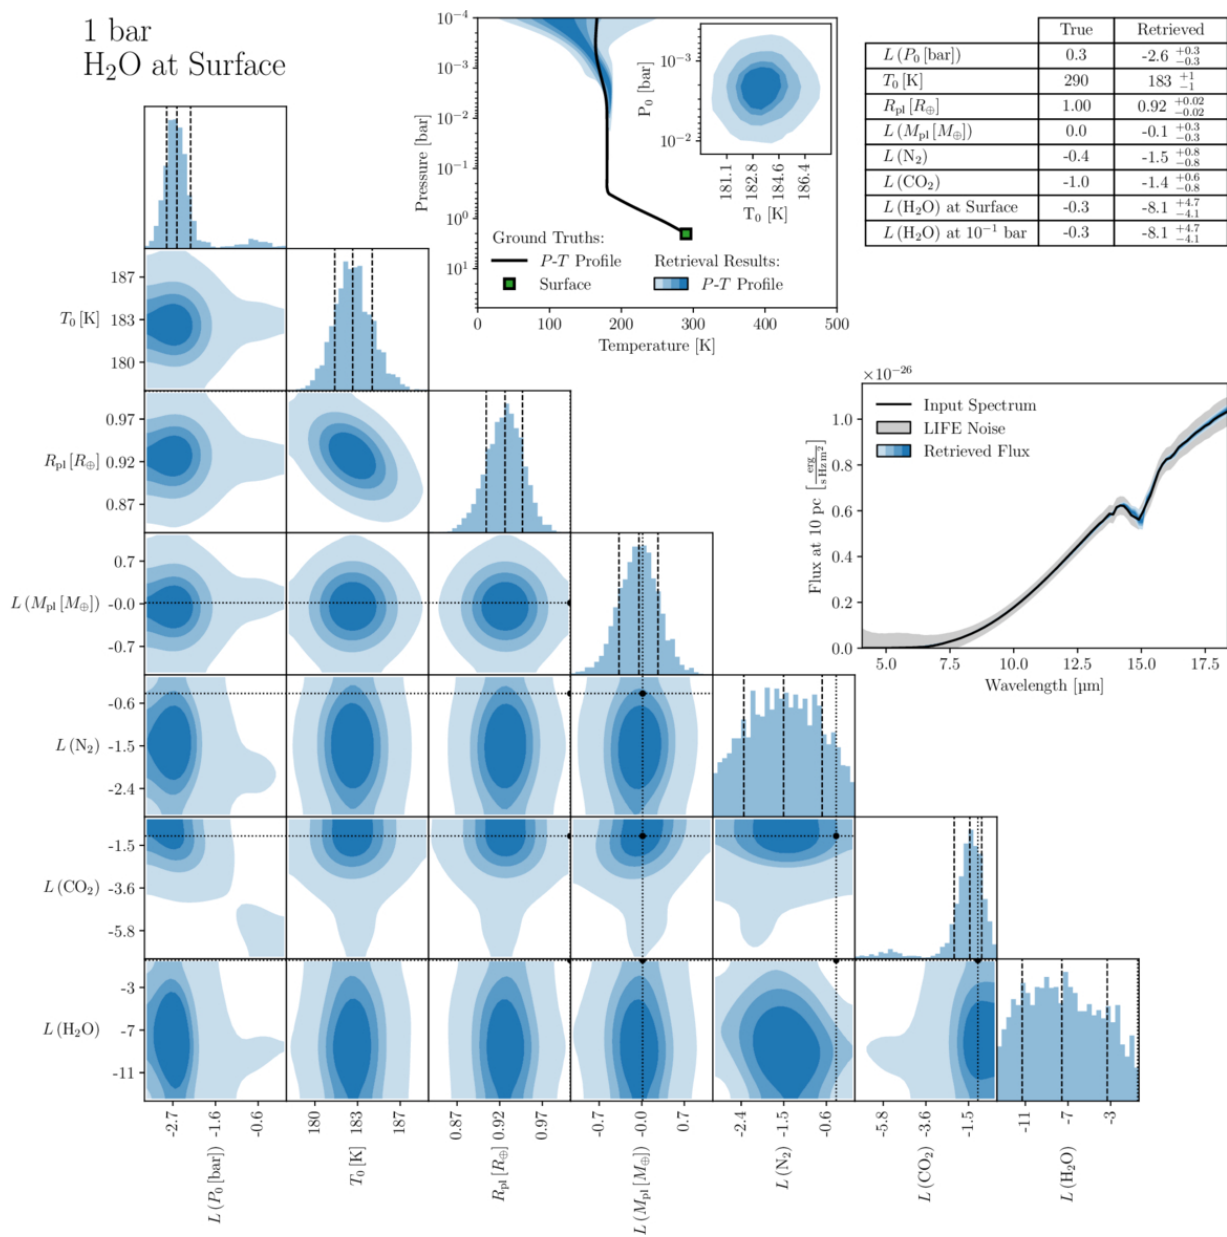 1 bar
H₂O at Surface
10⁻⁴
10⁻³
10⁻²
10⁻¹
10⁰
10¹
Pressure [bar]
0 100 200 300 400 500
Temperature [K]
Ground Truths:
P-T Profile
Surface
Retrieval Results:
P-T Profile
P₀ [bar]
10⁻³
10⁻²
181.1 182.8 184.6 186.4
T₀ [K]
True Retrieved
L (P₀ [bar]) 0.3 -2.6 +0.3 −0.3
T₀ [K] 290 183 +1 −1
R_pl [R⊕] 1.00 0.92 +0.02 −0.02
L (M_pl [M⊕]) 0.0 -0.1 +0.3 −0.3
L (N₂) -0.4 -1.5 +0.8 −0.8
L (CO₂) -1.0 -1.4 +0.6 −0.8
L (H₂O) at Surface -0.3 -8.1 +4.7 −4.1
L (H₂O) at 10⁻¹ bar -0.3 -8.1 +4.7 −4.1
×10⁻²⁶
Input Spectrum
LIFE Noise
Retrieved Flux
1.0
0.8
0.6
0.4
0.2
0.0
Flux at 10 pc [erg / s Hz m²]
5.0 7.5 10.0 12.5 15.0 17.5
Wavelength [µm]
187
T₀ [K] 183
180
0.97
R_pl [R⊕] 0.92
0.87
0.7
L (M_pl [M⊕]) -0.0
-0.7
-0.6
L (N₂) -1.5
-2.4
-1.5
L (CO₂) -3.6
-5.8
-3
L (H₂O) -7
-11
-2.7 -1.6 -0.6 180 183 187 0.87 0.92 0.97 -0.7 -0.0 0.7 -2.4 -1.5 -0.6 -5.8 -3.6 -1.5 -11 -7 -3
L (P₀ [bar]) T₀ [K] R_pl [R⊕] L (M_pl [M⊕]) L (N₂) L (CO₂) L (H₂O)